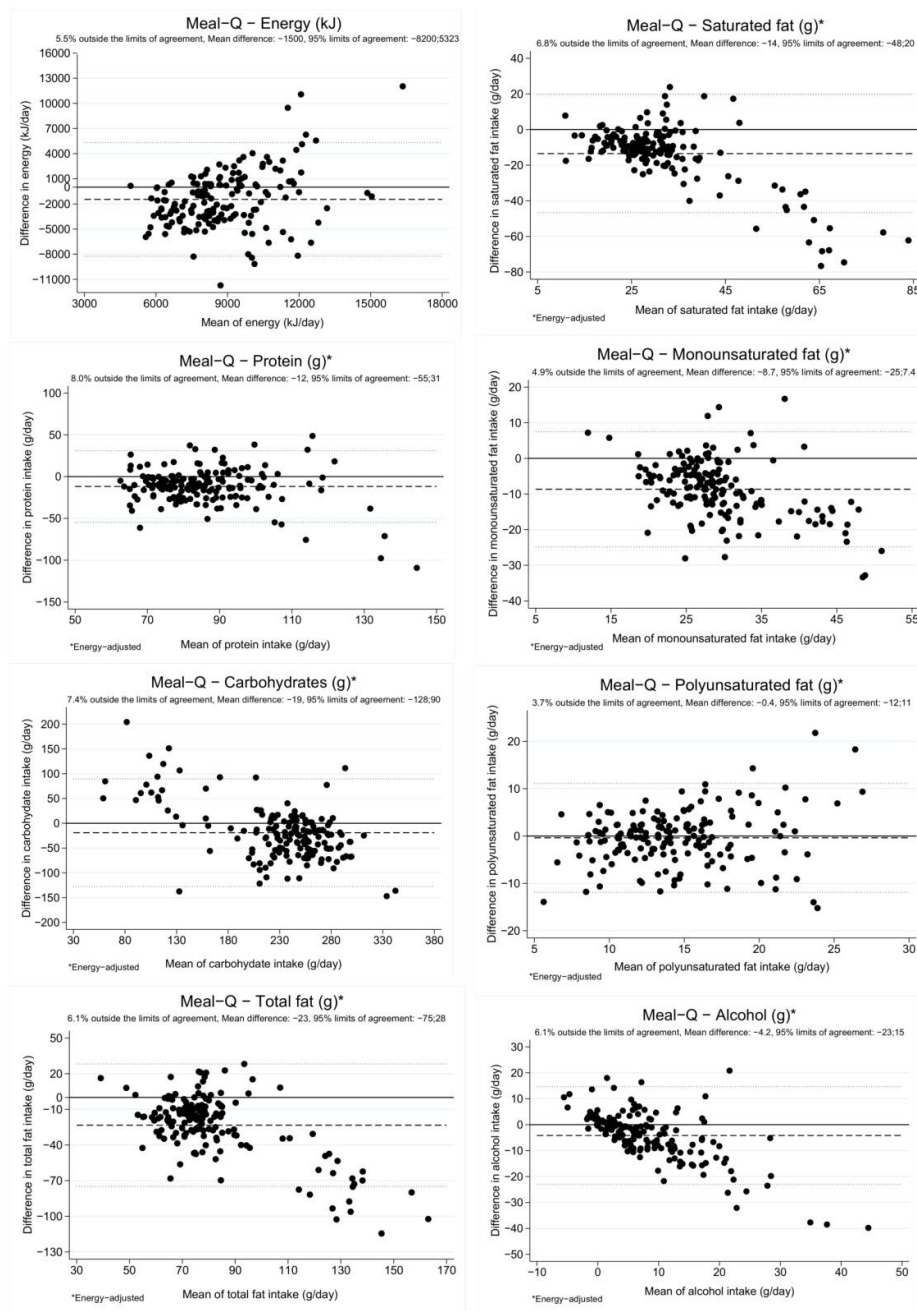 Meal-Q - Energy (kJ)
5.5% outside the limits of agreement, Mean difference: -1500, 95% limits of agreement: -8200;5323
Difference in energy (kJ/day)
16000
13000
10000
7000
4000
2000
0
-2000
-5000
-8000
-11000
3000 6000 9000 12000 15000 18000
Mean of energy (kJ/day)
Meal-Q - Saturated fat (g)*
6.8% outside the limits of agreement, Mean difference: -14, 95% limits of agreement: -48;20
Difference in saturated fat intake (g/day)
40
20
0
-20
-40
-60
-80
5 25 45 65 85
*Energy-adjusted
Mean of saturated fat intake (g/day)
Meal-Q - Protein (g)*
8.0% outside the limits of agreement, Mean difference: -12, 95% limits of agreement: -55;31
Difference in protein intake (g/day)
100
50
0
-50
-100
-150
50 70 90 110 130 150
*Energy-adjusted
Mean of protein intake (g/day)
Meal-Q - Monounsaturated fat (g)*
4.9% outside the limits of agreement, Mean difference: -8.7, 95% limits of agreement: -25;7.4
Difference in monounsaturated fat intake (g/day)
20
10
0
-10
-20
-30
-40
5 15 25 35 45 55
*Energy-adjusted
Mean of monounsaturated fat intake (g/day)
Meal-Q - Carbohydrates (g)*
7.4% outside the limits of agreement, Mean difference: -19, 95% limits of agreement: -128;90
Difference in carbohydate intake (g/day)
200
150
100
50
0
-50
-100
-150
-200
30 80 130 180 230 280 330 380
*Energy-adjusted
Mean of carbohydate intake (g/day)
Meal-Q - Polyunsaturated fat (g)*
3.7% outside the limits of agreement, Mean difference: -0.4, 95% limits of agreement: -12;11
Difference in polyunsaturated fat intake (g/day)
20
10
0
-10
-20
5 10 15 20 25 30
*Energy-adjusted
Mean of polyunsaturated fat intake (g/day)
Meal-Q - Total fat (g)*
6.1% outside the limits of agreement, Mean difference: -23, 95% limits of agreement: -75;28
Difference in total fat intake (g/day)
50
20
0
-10
-40
-70
-100
-130
30 50 70 90 110 130 150 170
*Energy-adjusted
Mean of total fat intake (g/day)
Meal-Q - Alcohol (g)*
6.1% outside the limits of agreement, Mean difference: -4.2, 95% limits of agreement: -23;15
Difference in alcohol intake (g/day)
30
20
10
0
-10
-20
-30
-40
-50
-10 0 10 20 30 40 50
*Energy-adjusted
Mean of alcohol intake (g/day)